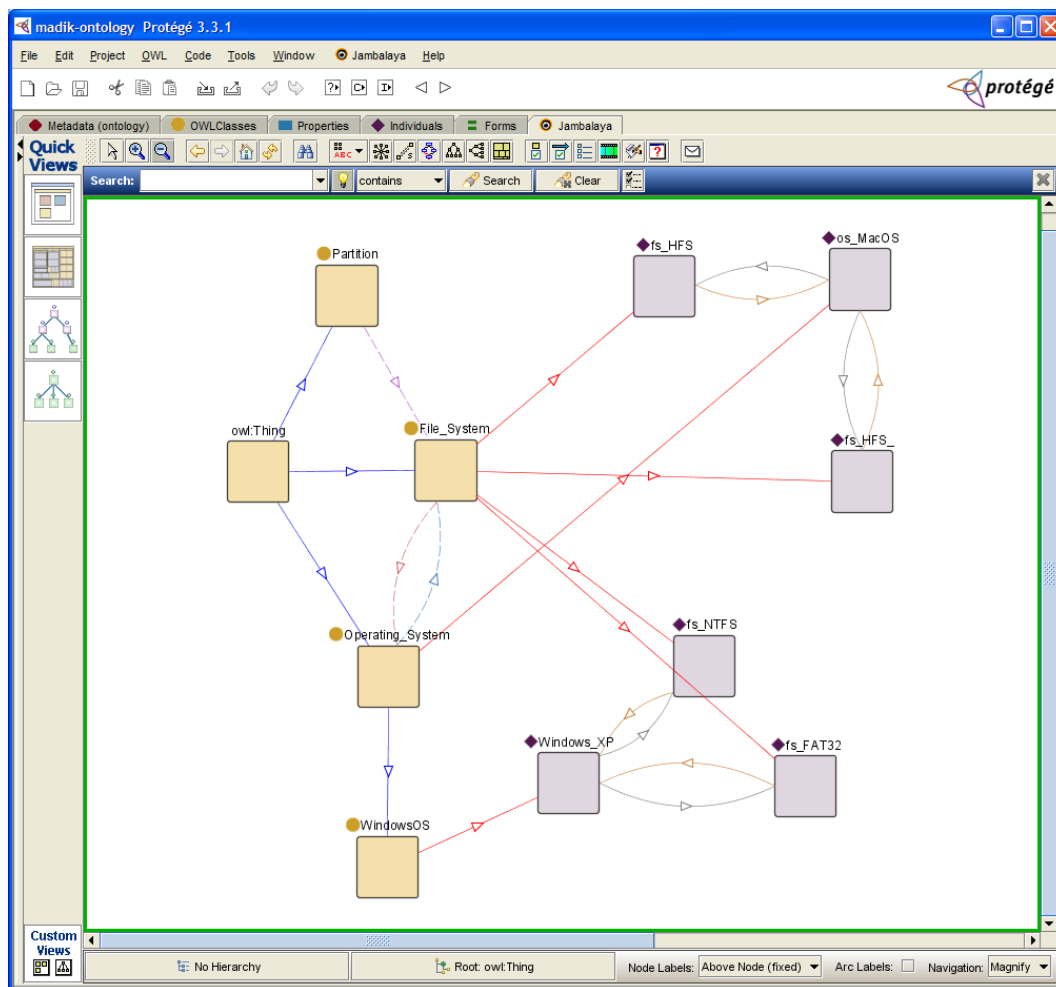 madik-ontology Protégé 3.3.1
File Edit Project OWL Code Tools Window Jambalaya Help
protégé
Metadata (ontology) OWLClasses Properties Individuals Forms Jambalaya
Quick
Views
ABC
S
Search: contains Search Clear
Partition
fs_HFS
os_MacOS
owl:Thing
File_System
fs_HFS_
Operating_System
fs_NTFS
Windows_XP
fs_FAT32
WindowsOS
Custom
Views
No Hierarchy Root: owl:Thing Node Labels: Above Node (fixed) Arc Labels: Navigation: Magnify